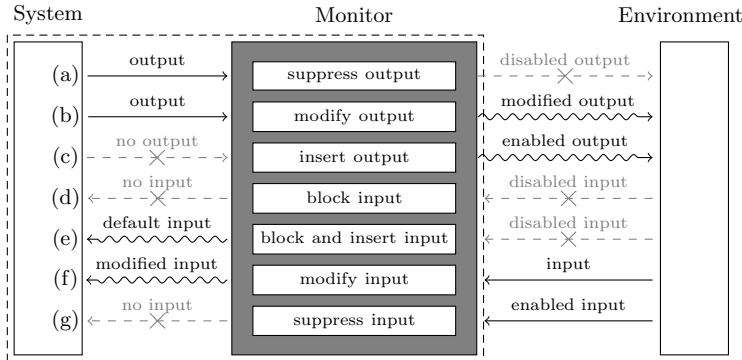 System Monitor Environment
(a) output suppress output disabled output
(b) output modify output modified output
(c) no output insert output enabled output
(d) no input block input disabled input
(e) default input block and insert input disabled input
(f) modified input modify input input
(g) no input suppress input enabled input